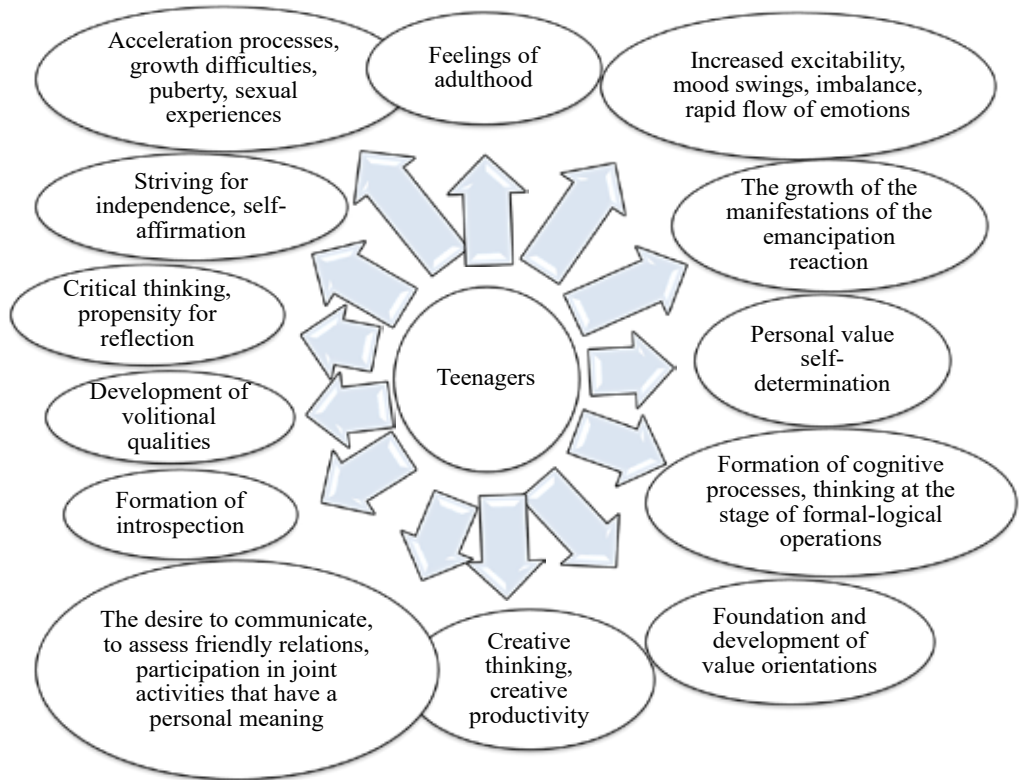 Acceleration processes,
growth difficulties,
puberty, sexual
experiences
Feelings of
adulthood
Increased excitability,
mood swings, imbalance,
rapid flow of emotions
Striving for
independence, self-
affirmation
The growth of the
manifestations of the
emancipation
reaction
Critical thinking,
propensity for
reflection
Personal value
self-
determination
Teenagers
Development of
volitional
qualities
Formation of cognitive
processes, thinking at the
stage of formal-logical
operations
Formation of
introspection
The desire to communicate,
to assess friendly relations,
participation in joint
activities that have a
personal meaning
Creative
thinking,
creative
productivity
Foundation and
development of
value orientations